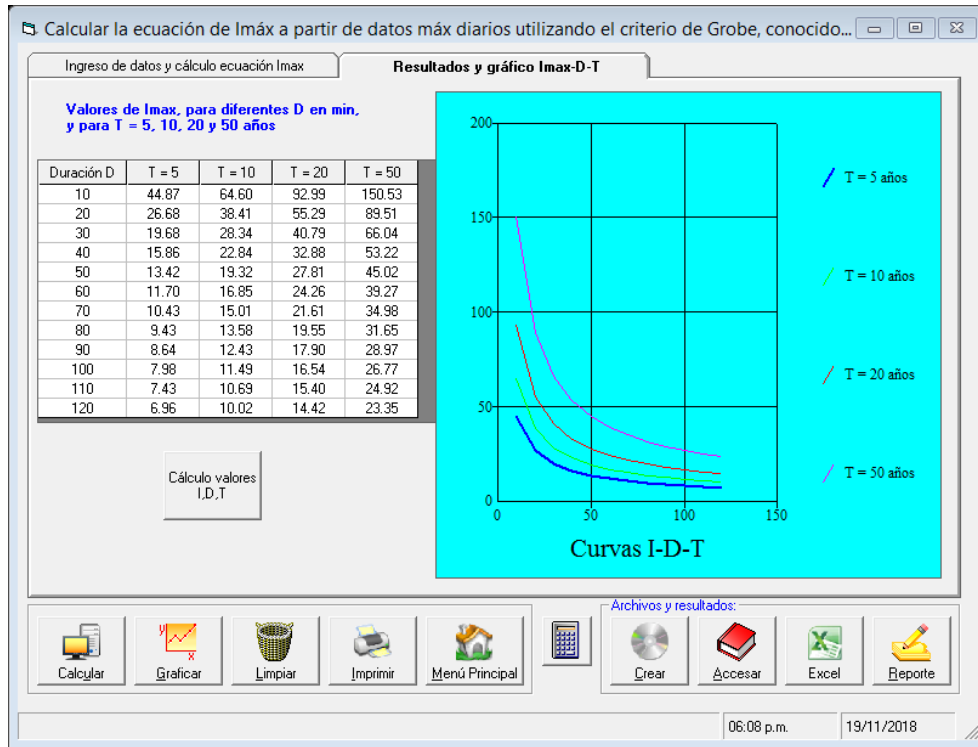 Calcular la ecuación de Imáx a partir de datos máx diarios utilizando el criterio de Grobe, conocido...
Ingreso de datos y cálculo ecuación Imax
Resultados y gráfico Imax-D-T
Valores de Imax, para diferentes D en min,
y para T = 5, 10, 20 y 50 años
Duración D T = 5 T = 10 T = 20 T = 50
10 44.87 64.60 92.99 150.53
20 26.68 38.41 55.29 89.51
30 19.68 28.34 40.79 66.04
40 15.86 22.84 32.88 53.22
50 13.42 19.32 27.81 45.02
60 11.70 16.85 24.26 39.27
70 10.43 15.01 21.61 34.98
80 9.43 13.58 19.55 31.65
90 8.64 12.43 17.90 28.97
100 7.98 11.49 16.54 26.77
110 7.43 10.69 15.40 24.92
120 6.96 10.02 14.42 23.35
Cálculo valores
I,D,T
200
150
100
50
0
0 50 100 150
Curvas I-D-T
T = 5 años
T = 10 años
T = 20 años
T = 50 años
Calcular
Graficar
y
x
Limpiar
Imprimir
Menú Principal
Archivos y resultados:
Crear
Accesar
Excel
Reporte
06:08 p.m.
19/11/2018